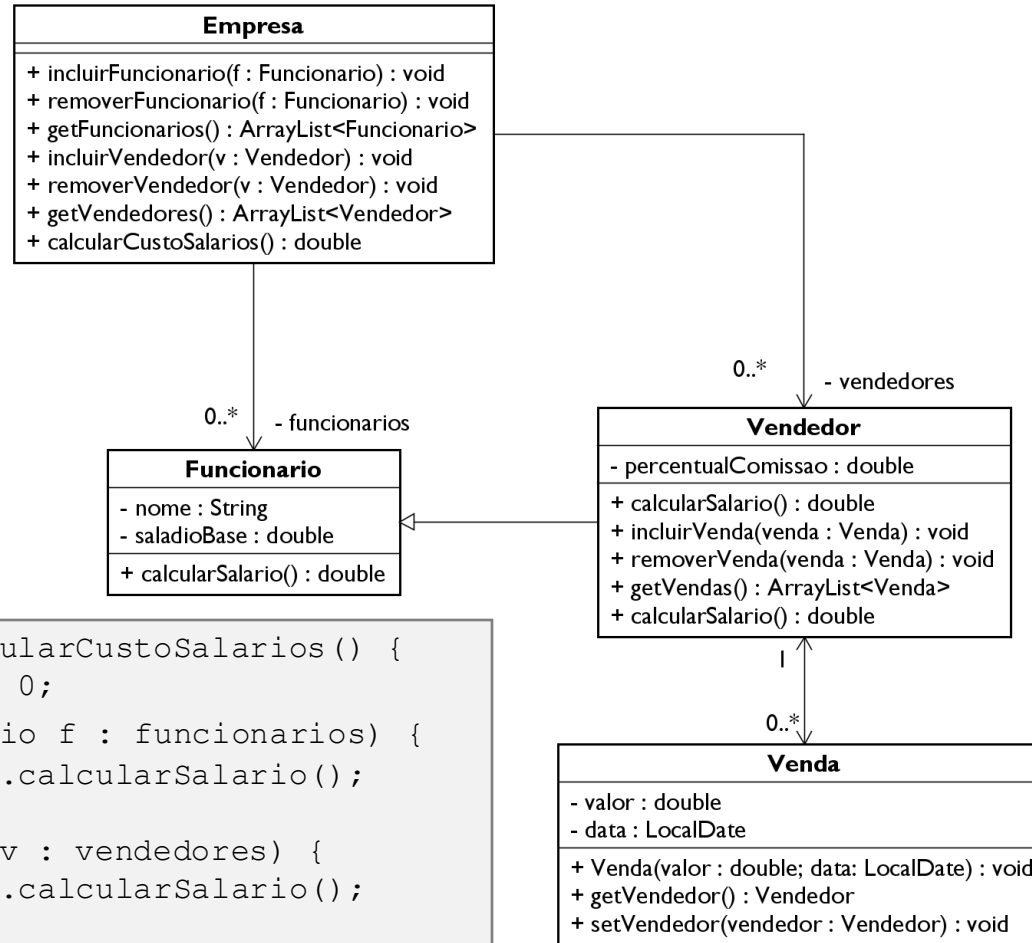 Empresa
+ incluirFuncionario(f : Funcionario) : void
+ removerFuncionario(f : Funcionario) : void
+ getFuncionarios() : ArrayList<Funcionario>
+ incluirVendedor(v : Vendedor) : void
+ removerVendedor(v : Vendedor) : void
+ getVendedores() : ArrayList<Vendedor>
+ calcularCustoSalarios() : double
0..*
- vendedores
0..*
- funcionarios
Funcionario
- nome : String
- saladioBase : double
+ calcularSalario() : double
Vendedor
- percentualComissao : double
+ calcularSalario() : double
+ incluirVenda(venda : Venda) : void
+ removerVenda(venda : Venda) : void
+ getVendas() : ArrayList<Venda>
+ calcularSalario() : double
1
0..*
Venda
- valor : double
- data : LocalDate
+ Venda(valor : double; data: LocalDate) : void
+ getVendedor() : Vendedor
+ setVendedor(vendedor : Vendedor) : void
ularCustoSalarios() {
0;
io f : funcionarios) {
.calcularSalario();
v : vendedores) {
.calcularSalario();